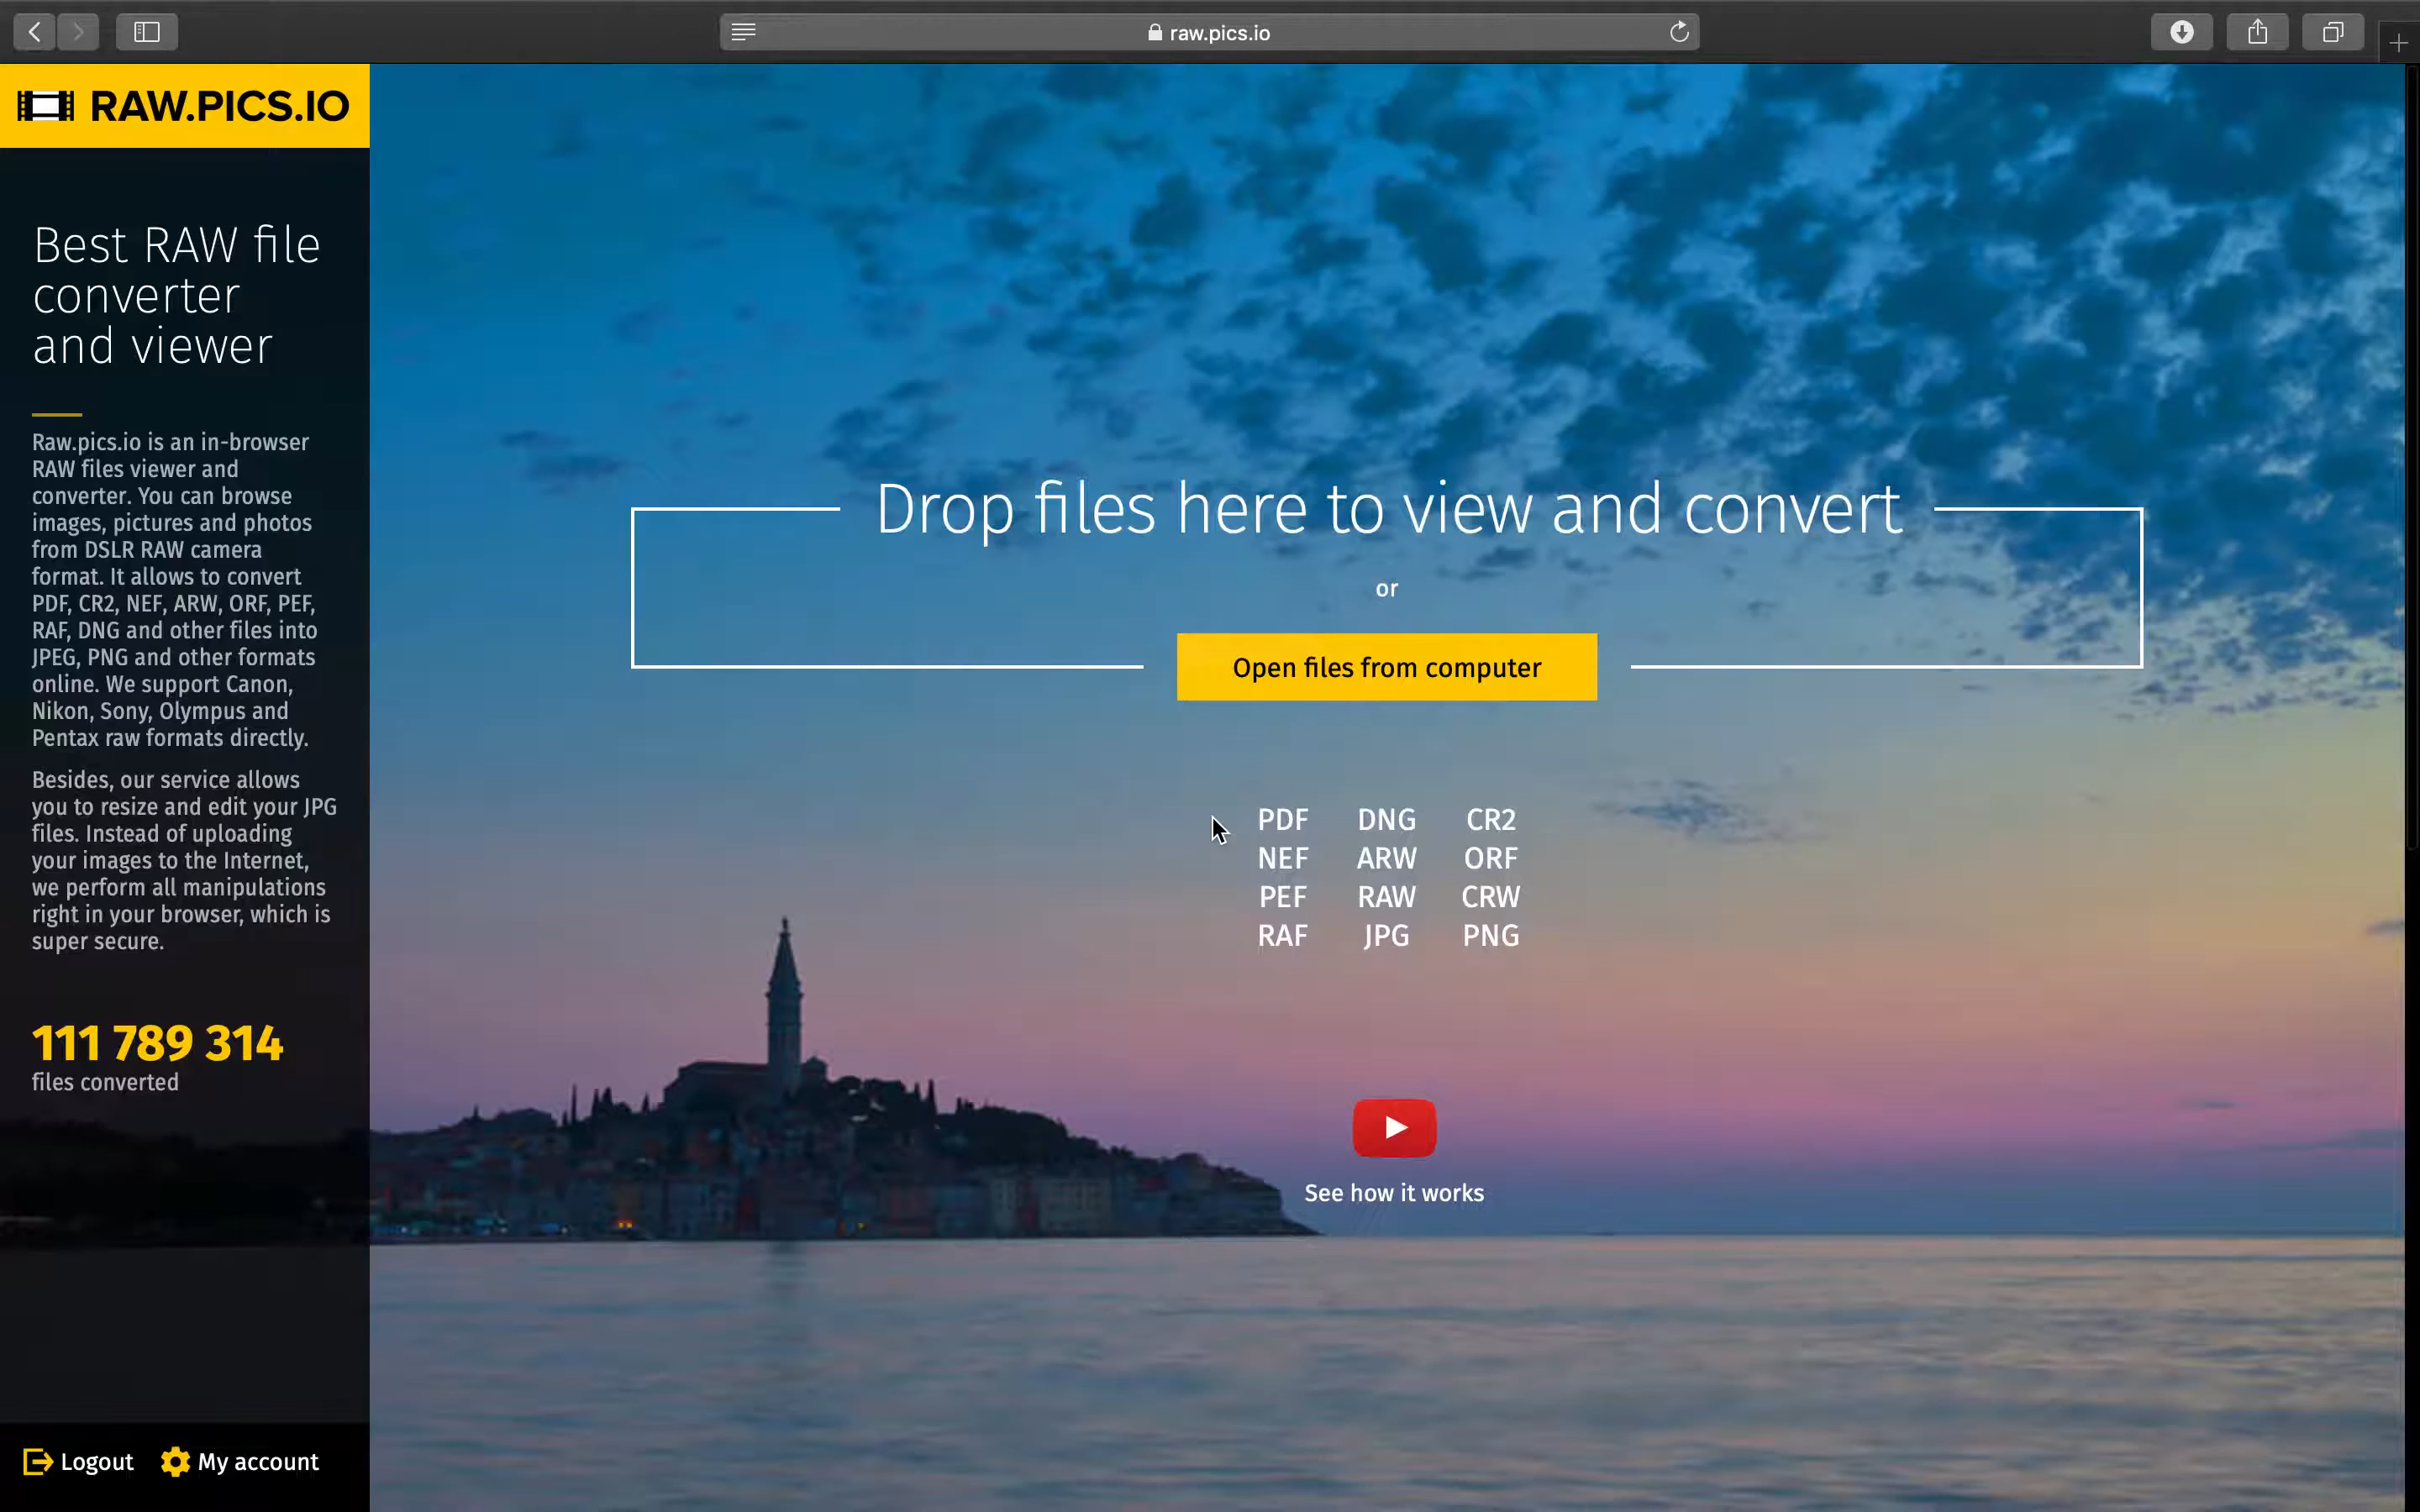 raw.pics.io
RAW.PICS.IO
Best RAW file
converter
and viewer
Raw.pics.io is an in-browser
RAW files viewer and
converter. You can browse
images, pictures and photos
from DSLR RAW camera
format. It allows to convert
PDF, CR2, NEF, ARW, ORF, PEF,
RAF, DNG and other files into
JPEG, PNG and other formats
online. We support Canon,
Nikon, Sony, Olympus and
Pentax raw formats directly.
Besides, our service allows
you to resize and edit your JPG
files. Instead of uploading
your images to the Internet,
we perform all manipulations
right in your browser, which is
super secure.
111 789 314
files converted
Logout My account
Drop files here to view and convert
or
Open files from computer
PDF DNG CR2
NEF ARW ORF
PEF RAW CRW
RAF JPG PNG
See how it works